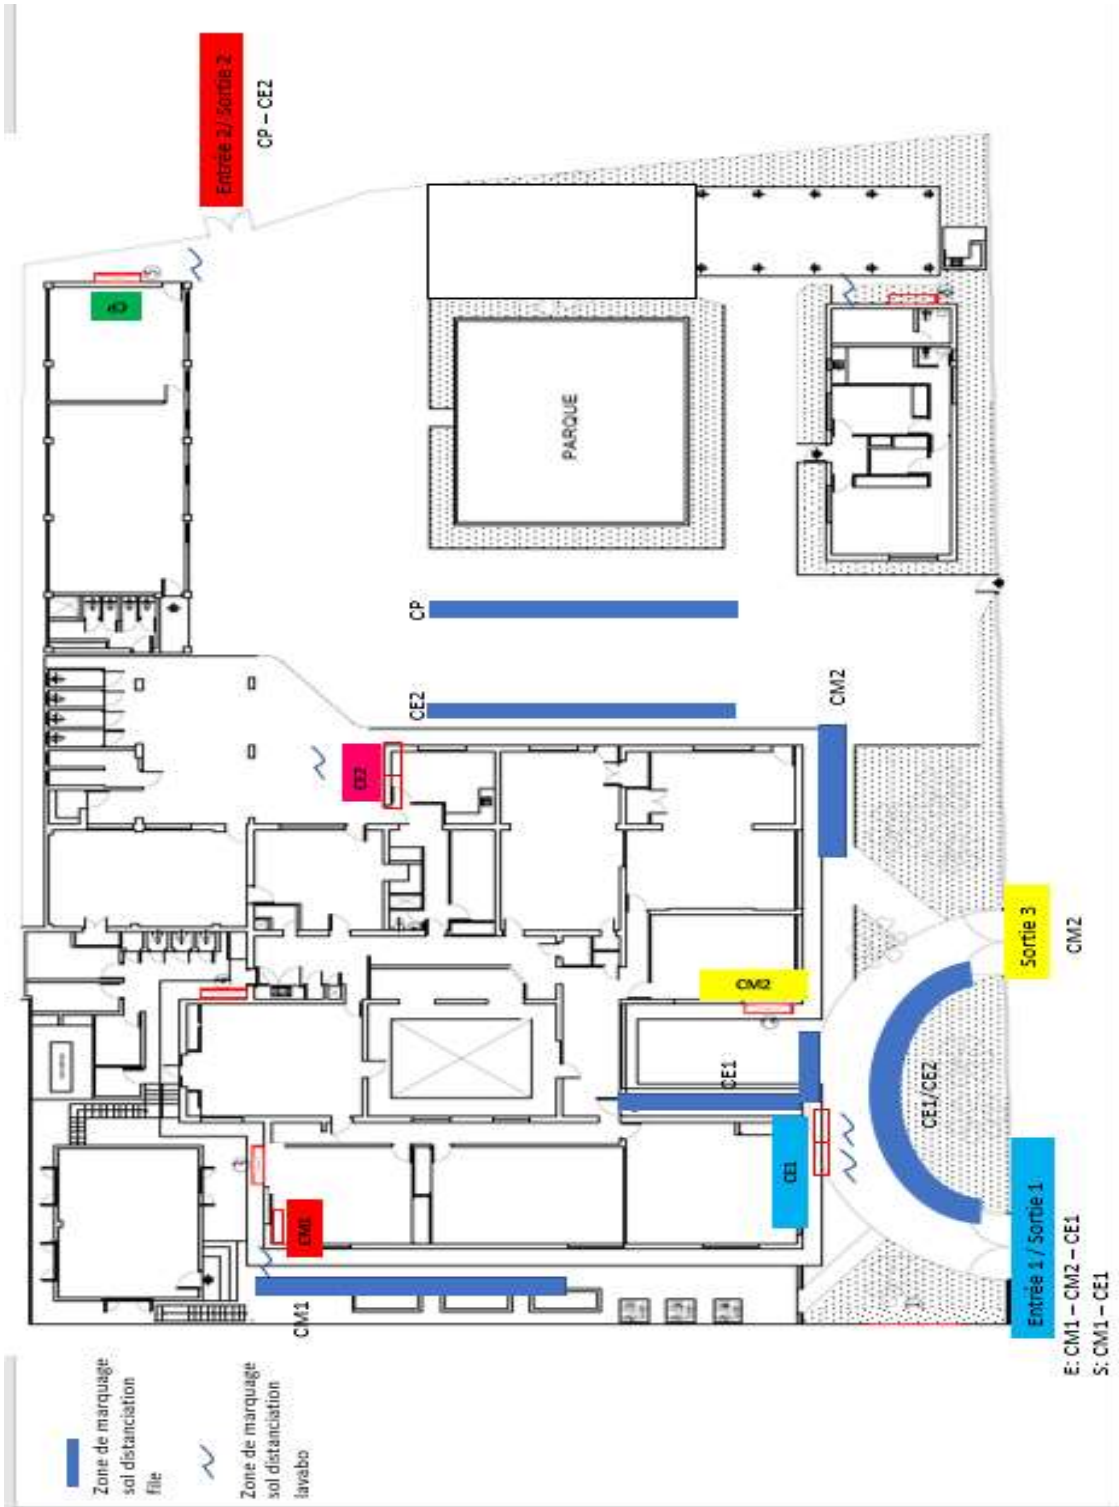 Zone de marquage
sol distanciation
file
Zone de marquage
sol distanciation
lavabo
CM1
CM1
CE1
CE1
CE1/CE2
CM2
CM2
CE2
CE2
CP
PARQUE
Entrée 1 / Sortie 1
E: CM1 – CM2 – CE1
S: CM1 – CE1
Sortie 3
CM2
Entrée 2/ Sortie 2
CP – CE2